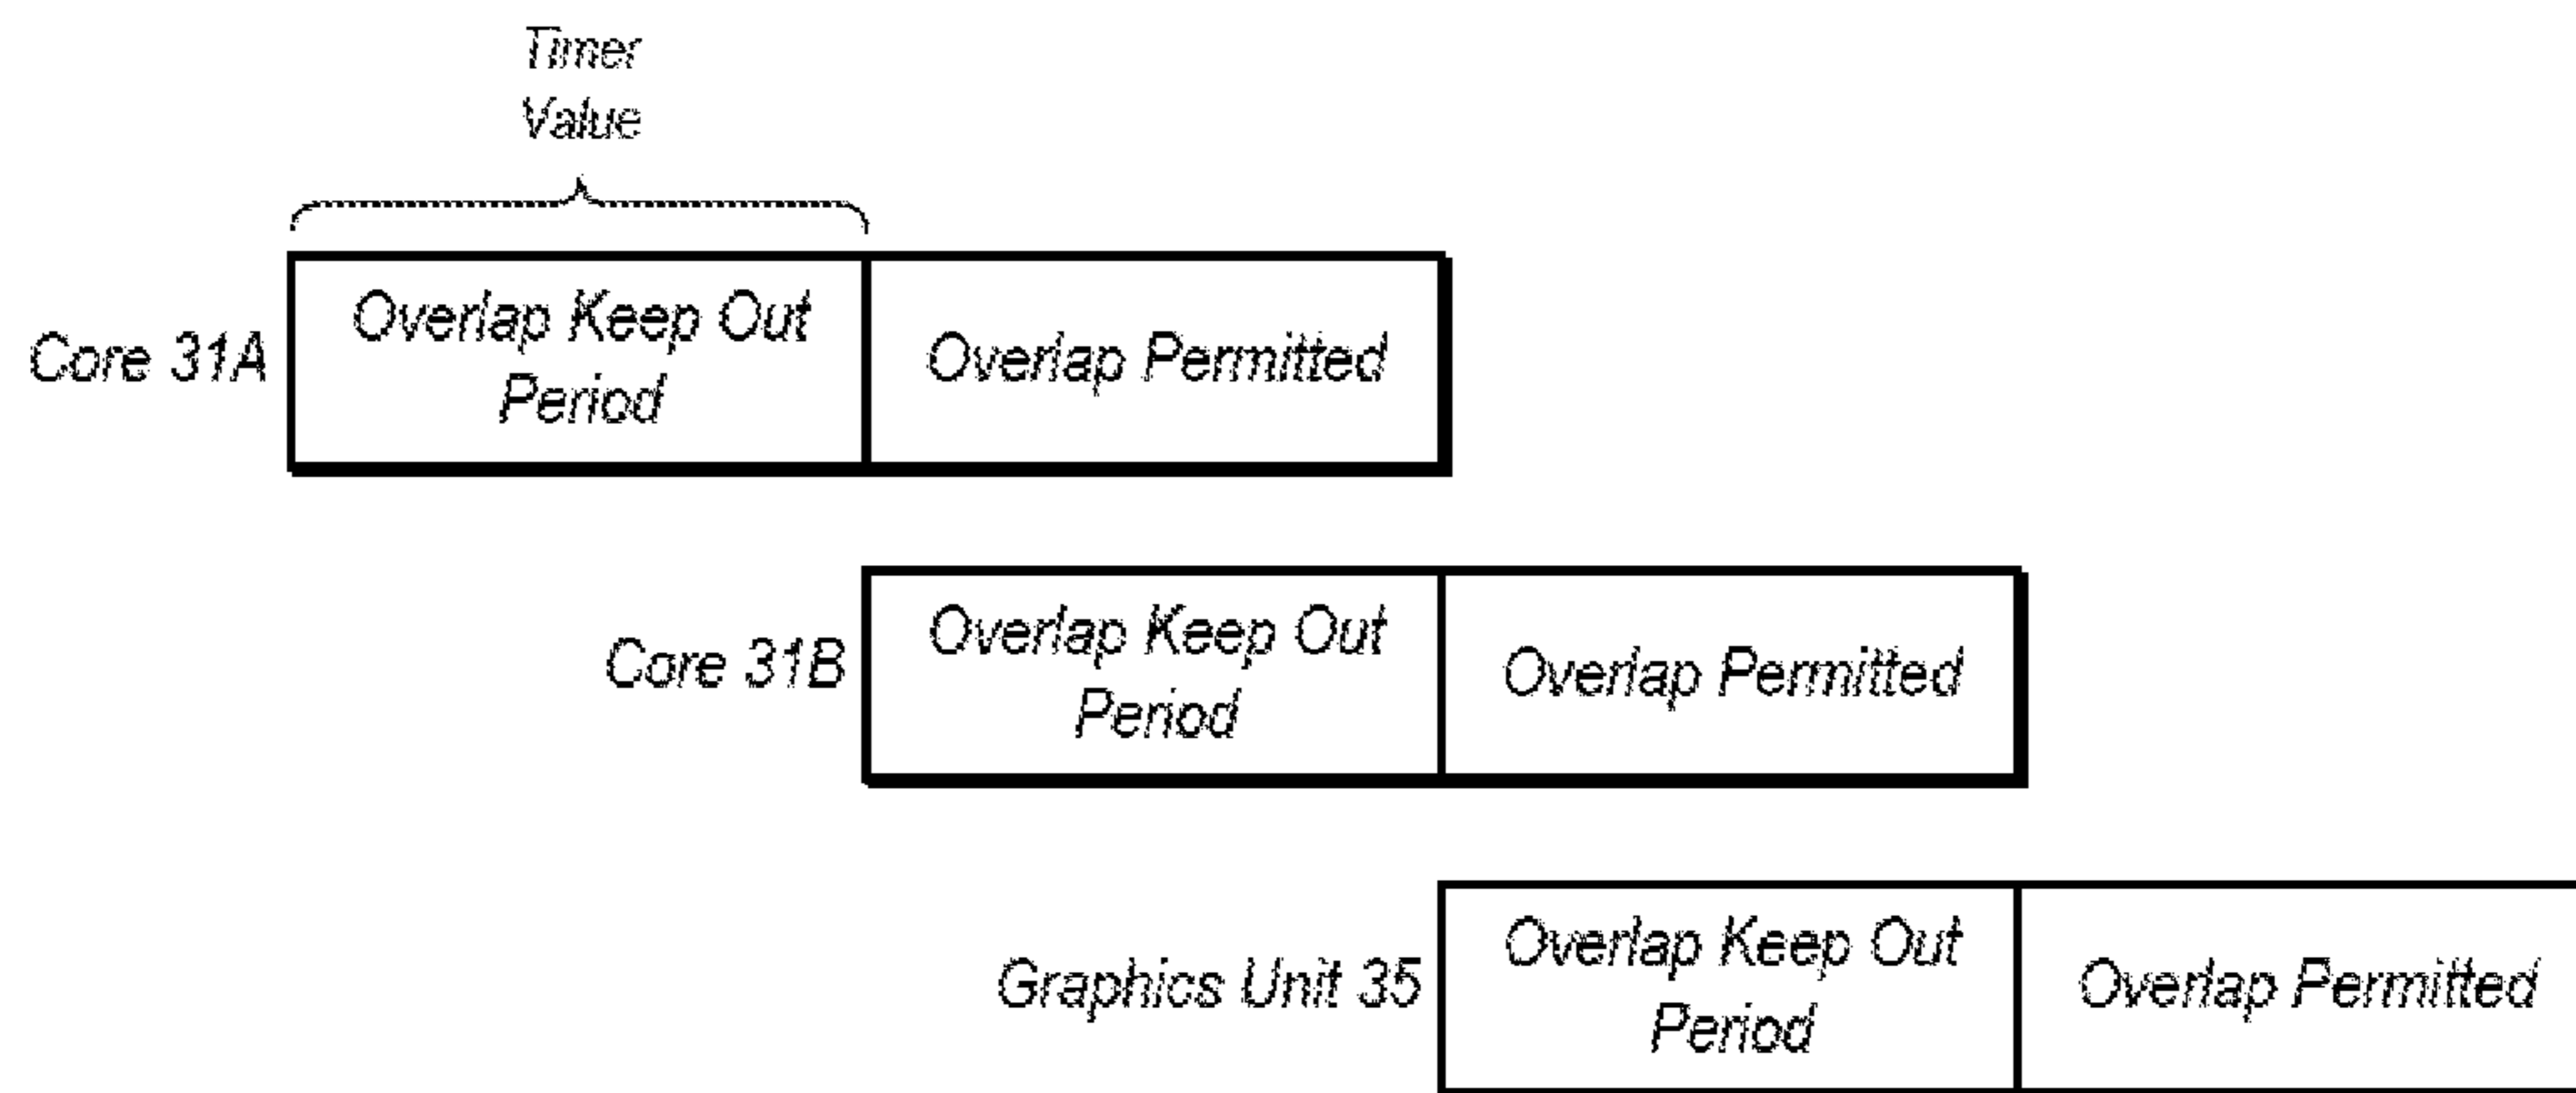 Timer
Value
Core 31A
Overlap Keep Out
Period
Overlap Permitted
Core 31B
Overlap Keep Out
Period
Overlap Permitted
Graphics Unit 35
Overlap Keep Out
Period
Overlap Permitted